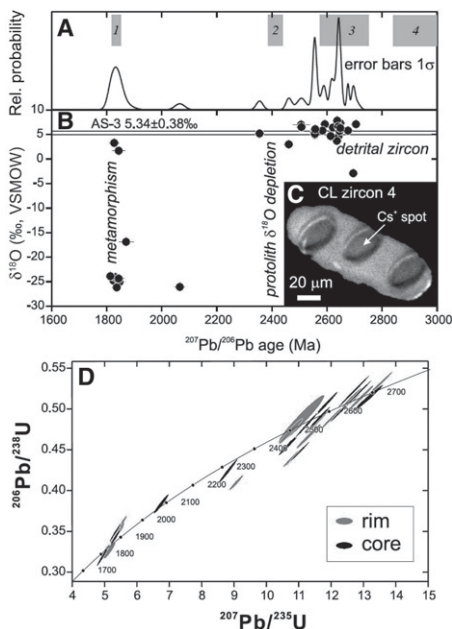 A
1
2
3
4
Rel. probability
error bars 1σ
10
B
AS-3 5.34±0.38‰
5
0
-5
-10
-15
-20
-25
-30
δ¹⁸O (‰, VSMOW)
metamorphism
protolith δ¹⁸O depletion
detrital zircon
C
CL zircon 4
Cs⁺ spot
20 μm
1600
1800
2000
2200
2400
2600
2800
3000
²⁰⁷Pb/²⁰⁶Pb age (Ma)
D
0.55
0.50
0.45
0.40
0.35
0.30
²⁰⁶Pb/²³⁸U
2700
2600
2500
2400
2300
2200
2100
2000
1900
1800
1700
rim
core
4
5
6
7
8
9
10
11
12
13
14
15
²⁰⁷Pb/²³⁵U